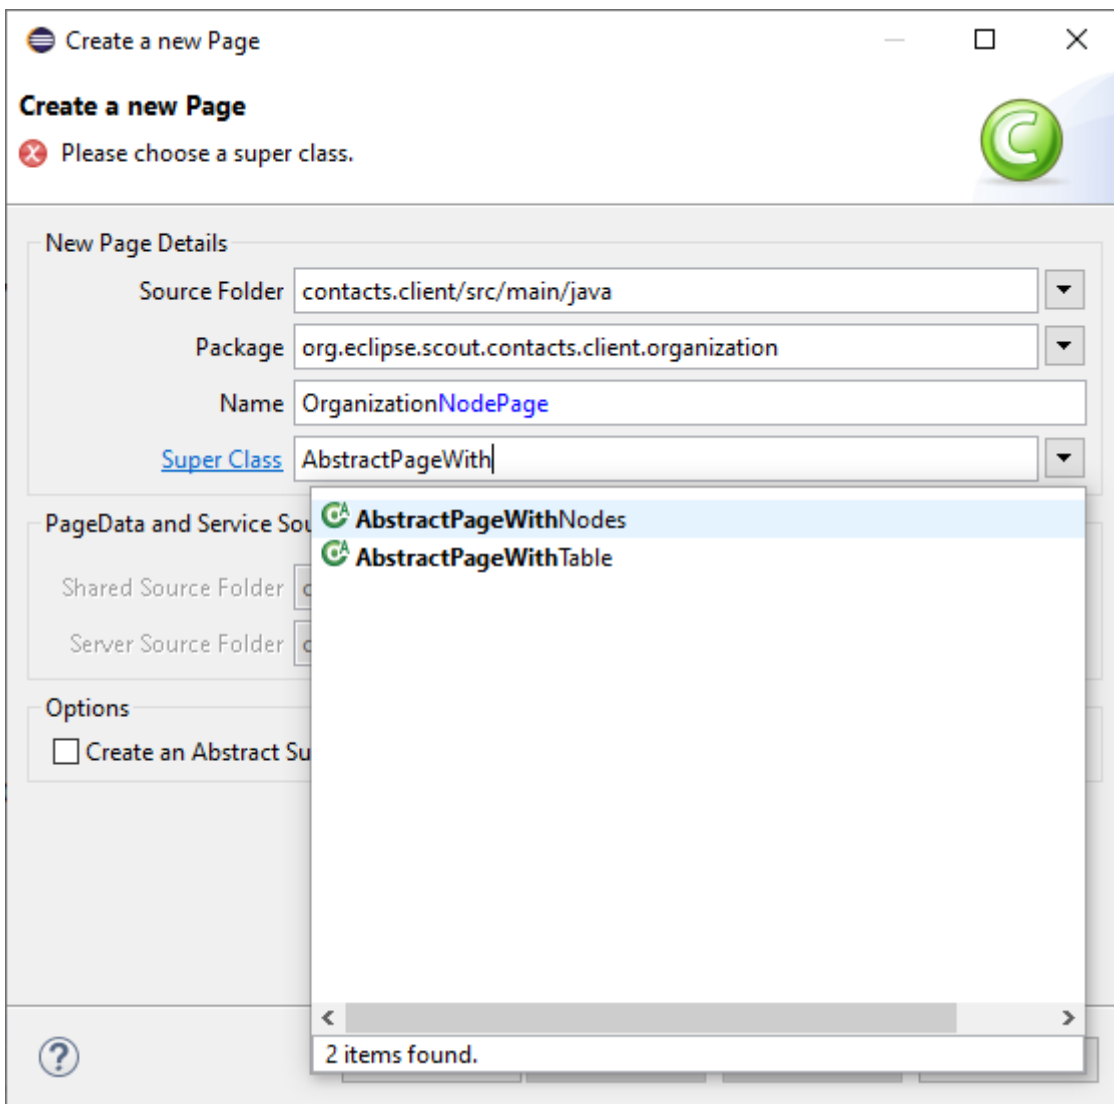 Create a new Page
Create a new Page
Please choose a super class.
New Page Details
Source Folder contacts.client/src/main/java
Package org.eclipse.scout.contacts.client.organization
Name OrganizationNodePage
Super Class AbstractPageWith
AbstractPageWithNodes
PageData and Service
AbstractPageWithTable
Shared Source Folder
Server Source Folder
Options
Create an Abstract
2 items found.